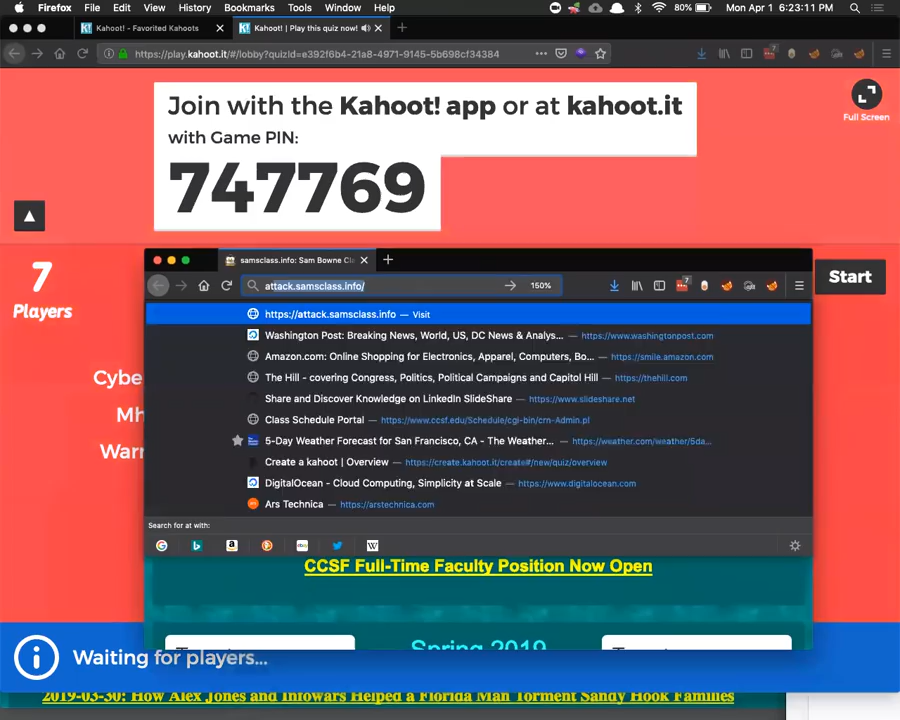 Firefox File Edit View History Bookmarks Tools Window Help 80% Mon Apr 1 6:23:11 PM
Kahoot! - Favorited Kahoots
Kahoot! | Play this quiz now!
https://play.kahoot.it/#/lobby?quizId=e392f6b4-21a8-4971-9145-5b698cf34384
7
Join with the Kahoot! app or at kahoot.it
with Game PIN:
747769
Full Screen
7
Players
Start
samsclass.info: Sam Bowne Cl
attack.samsclass.info/
150%
7
https://attack.samsclass.info — Visit
Washington Post: Breaking News, World, US, DC News & Analys... — https://www.washingtonpost.com
Amazon.com: Online Shopping for Electronics, Apparel, Computers, Bo... — https://smile.amazon.com
The Hill - covering Congress, Politics, Political Campaigns and Capitol Hill — https://thehill.com
Share and Discover Knowledge on LinkedIn SlideShare — https://www.slideshare.net
Class Schedule Portal — https://www.ccsf.edu/Schedule/cgi-bin/crn-Admin.pl
5-Day Weather Forecast for San Francisco, CA - The Weather... — https://weather.com/weather/5da...
Create a kahoot | Overview — https://create.kahoot.it/create#/new/quiz/overview
DigitalOcean - Cloud Computing, Simplicity at Scale — https://www.digitalocean.com
Ars Technica — https://arstechnica.com
Search for at with:
Cybe
Mh
Warr
CCSF Full-Time Faculty Position Now Open
Spring 2019
Waiting for players...
2019-03-30: How Alex Jones and Infowars Helped a Florida Man Torment Sandy Hook Families